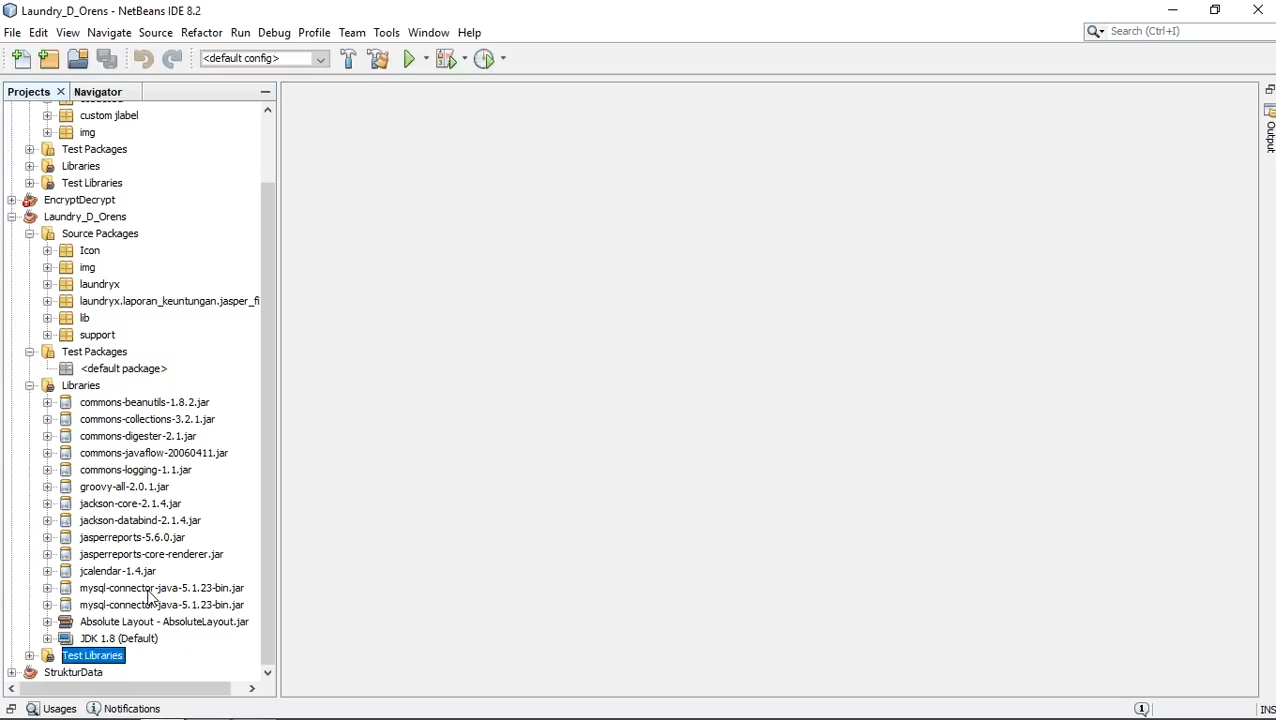 Laundry_D_Orens - NetBeans IDE 8.2
File Edit View Navigate Source Refactor Run Debug Profile Team Tools Window Help
Search (Ctrl+I)
<default config>
Projects
Navigator
custom jlabel
img
Test Packages
Libraries
Test Libraries
EncryptDecrypt
Laundry_D_Orens
Source Packages
Icon
img
laundryx
laundryx.laporan_keuntungan.jasper_fi
lib
support
Test Packages
<default package>
Libraries
commons-beanutils-1.8.2.jar
commons-collections-3.2.1.jar
commons-digester-2.1.jar
commons-javaflow-20060411.jar
commons-logging-1.1.jar
groovy-all-2.0.1.jar
jackson-core-2.1.4.jar
jackson-databind-2.1.4.jar
jasperreports-5.6.0.jar
jasperreports-core-renderer.jar
jcalendar-1.4.jar
mysql-connector-java-5.1.23-bin.jar
mysql-connector-java-5.1.23-bin.jar
Absolute Layout - AbsoluteLayout.jar
JDK 1.8 (Default)
Test Libraries
StrukturData
Output
Usages
Notifications
INS